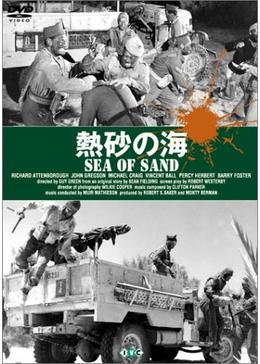 DVD
VIDEO
熱砂の海
SEA OF SAND
RICHARD ATTENBOROUGH JOHN GREGSON MICHAEL CRAIG VINCENT BALL PERCY HERBERT BARRY FOSTER
directed by GUY GREEN from an original story by SEAN FIELDING screen play by ROBERT WESTERBY
director of photography WILKIE COOPER music composed by CLIFTON PARKER
music conducted by MUIR MATHIESON produced by ROBERT S.BAKER and MONTY BERMAN
IVC